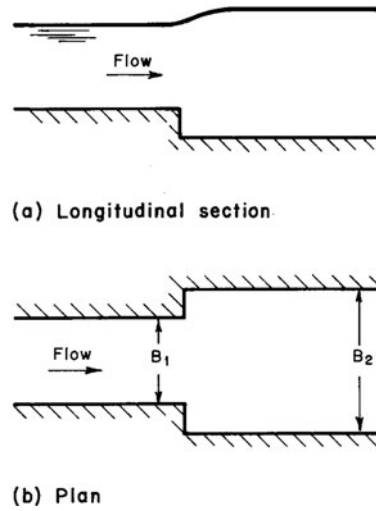 Flow
(a) Longitudinal section
Flow
B₁
B₂
(b) Plan